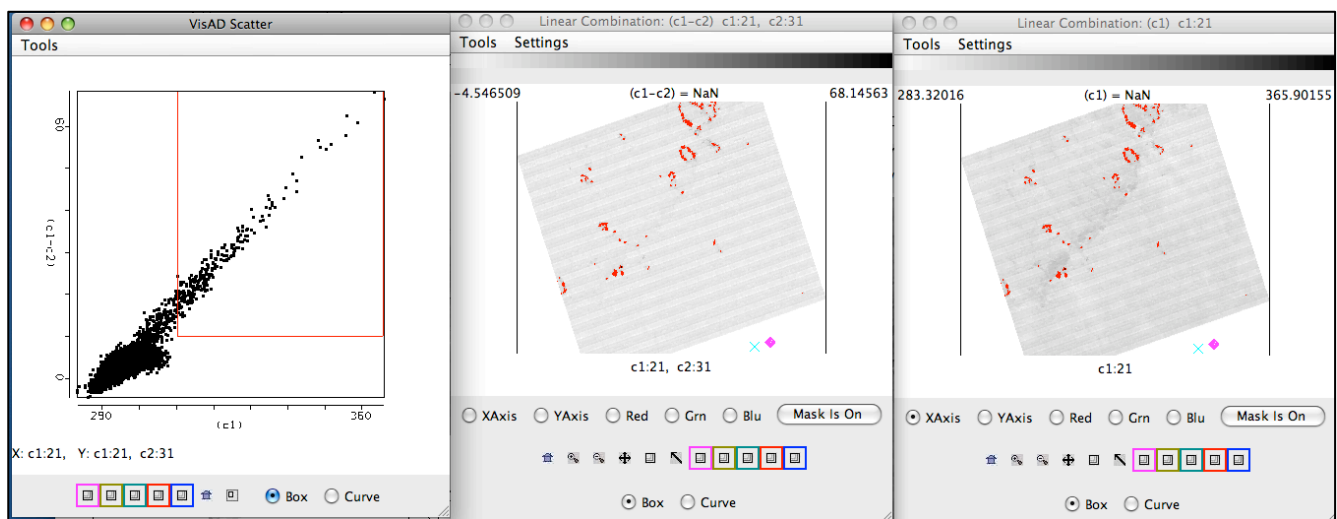 VisAD Scatter
Tools
60
(c1-c2)
0
290
360
(c1)
X: c1:21, Y: c1:21, c2:31
Box
Curve
Linear Combination: (c1-c2) c1:21, c2:31
Tools Settings
-4.546509
(c1-c2) = NaN
68.14563
c1:21, c2:31
XAxis
YAxis
Red
Grn
Blu
Mask Is On
Box
Curve
Linear Combination: (c1) c1:21
Tools Settings
283.32016
(c1) = NaN
365.90155
c1:21
XAxis
YAxis
Red
Grn
Blu
Mask Is On
Box
Curve